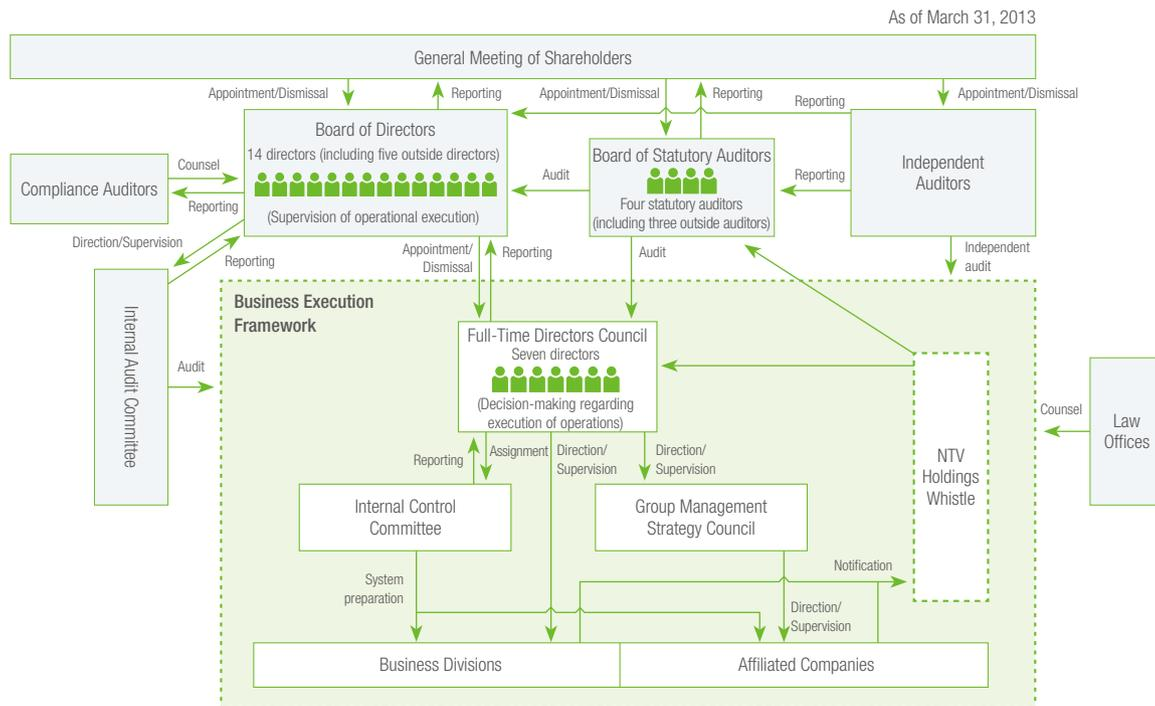 As of March 31, 2013
General Meeting of Shareholders
Appointment/Dismissal
Reporting
Appointment/Dismissal
Reporting
Reporting
Appointment/Dismissal
Board of Directors
14 directors (including five outside directors)
(Supervision of operational execution)
Board of Statutory Auditors
Four statutory auditors
(including three outside auditors)
Independent
Auditors
Compliance Auditors
Counsel
Reporting
Audit
Reporting
Direction/Supervision
Reporting
Appointment/
Dismissal
Reporting
Audit
Independent
audit
Business Execution
Framework
Internal Audit Committee
Audit
Full-Time Directors Council
Seven directors
(Decision-making regarding
execution of operations)
NTV
Holdings
Whistle
Counsel
Law
Offices
Reporting
Assignment
Direction/
Supervision
Direction/
Supervision
Internal Control
Committee
Group Management
Strategy Council
System
preparation
Notification
Direction/
Supervision
Business Divisions
Affiliated Companies